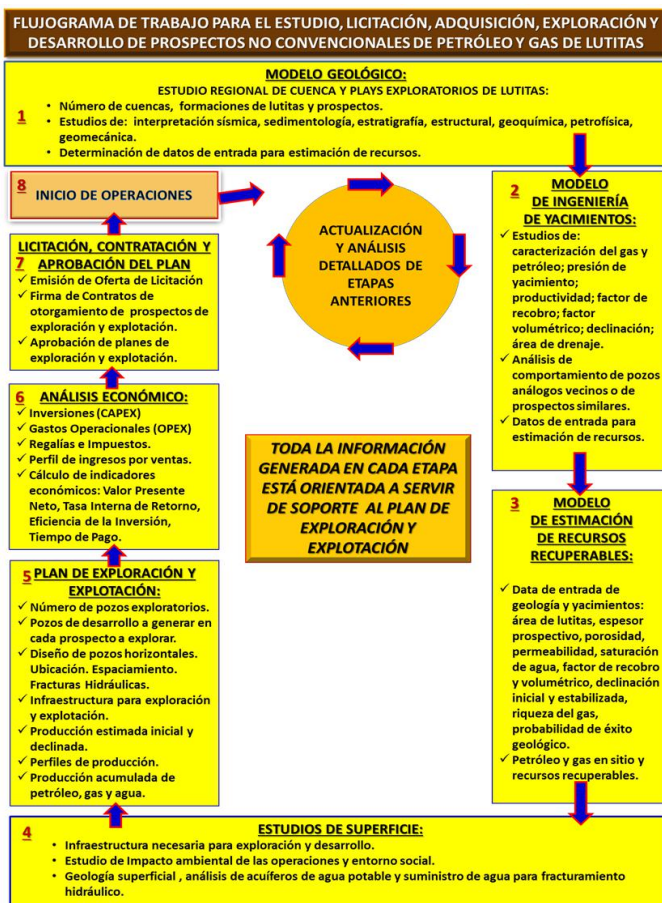 FLUJOGRAMA DE TRABAJO PARA EL ESTUDIO, LICITACIÓN, ADQUISICIÓN, EXPLORACIÓN Y
DESARROLLO DE PROSPECTOS NO CONVENCIONALES DE PETRÓLEO Y GAS DE LUTITAS
MODELO GEOLÓGICO:
ESTUDIO REGIONAL DE CUENCA Y PLAYS EXPLORATORIOS DE LUTITAS:
1
• Número de cuencas, formaciones de lutitas y prospectos.
• Estudios de: interpretación sísmica, sedimentología, estratigrafía, estructural, geoquímica, petrofísica,
geomecánica.
• Determinación de datos de entrada para estimación de recursos.
2 MODELO
DE INGENIERÍA
DE YACIMIENTOS:
✓ Estudios de:
caracterización del gas y
petróleo; presión de
yacimiento;
productividad; factor de
recobro; factor
volumétrico; declinación;
área de drenaje.
✓ Análisis de
comportamiento de pozos
análogos vecinos o de
prospectos similares.
✓ Datos de entrada para
estimación de recursos.
3 MODELO
DE ESTIMACIÓN
DE RECURSOS
RECUPERABLES:
✓ Data de entrada de
geología y yacimientos:
área de lutitas, espesor
prospectivo, porosidad,
permeabilidad, saturación
de agua, factor de recobro
y volumétrico, declinación
inicial y estabilizada,
riqueza del gas,
probabilidad de éxito
geológico.
✓ Petróleo y gas en sitio y
recursos recuperables.
4 ESTUDIOS DE SUPERFICIE:
• Infraestructura necesaria para exploración y desarrollo.
• Estudio de Impacto ambiental de las operaciones y entorno social.
• Geología superficial , análisis de acuíferos de agua potable y suministro de agua para fracturamiento
hidráulico.
5 PLAN DE EXPLORACIÓN Y
EXPLOTACIÓN:
✓ Número de pozos exploratorios.
✓ Pozos de desarrollo a generar en
cada prospecto a explorar.
✓ Diseño de pozos horizontales.
Ubicación. Espaciamiento.
Fracturas Hidráulicas.
✓ Infraestructura para exploración
y explotación.
✓ Producción estimada inicial y
declinada.
✓ Perfiles de producción.
✓ Producción acumulada de
petróleo, gas y agua.
6 ANÁLISIS ECONÓMICO:
✓ Inversiones (CAPEX)
✓ Gastos Operacionales (OPEX)
✓ Regalías e Impuestos.
✓ Perfil de ingresos por ventas.
✓ Cálculo de indicadores
económicos: Valor Presente
Neto, Tasa Interna de Retorno,
Eficiencia de la Inversión,
Tiempo de Pago.
LICITACIÓN, CONTRATACIÓN Y
7 APROBACIÓN DEL PLAN
✓ Emisión de Oferta de Licitación
✓ Firma de Contratos de
otorgamiento de prospectos de
exploración y explotación.
✓ Aprobación de planes de
exploración y explotación.
8
INICIO DE OPERACIONES
ACTUALIZACIÓN
Y ANÁLISIS
DETALLADOS DE
ETAPAS
ANTERIORES
TODA LA INFORMACIÓN
GENERADA EN CADA ETAPA
ESTÁ ORIENTADA A SERVIR
DE SOPORTE AL PLAN DE
EXPLORACIÓN Y
EXPLOTACIÓN